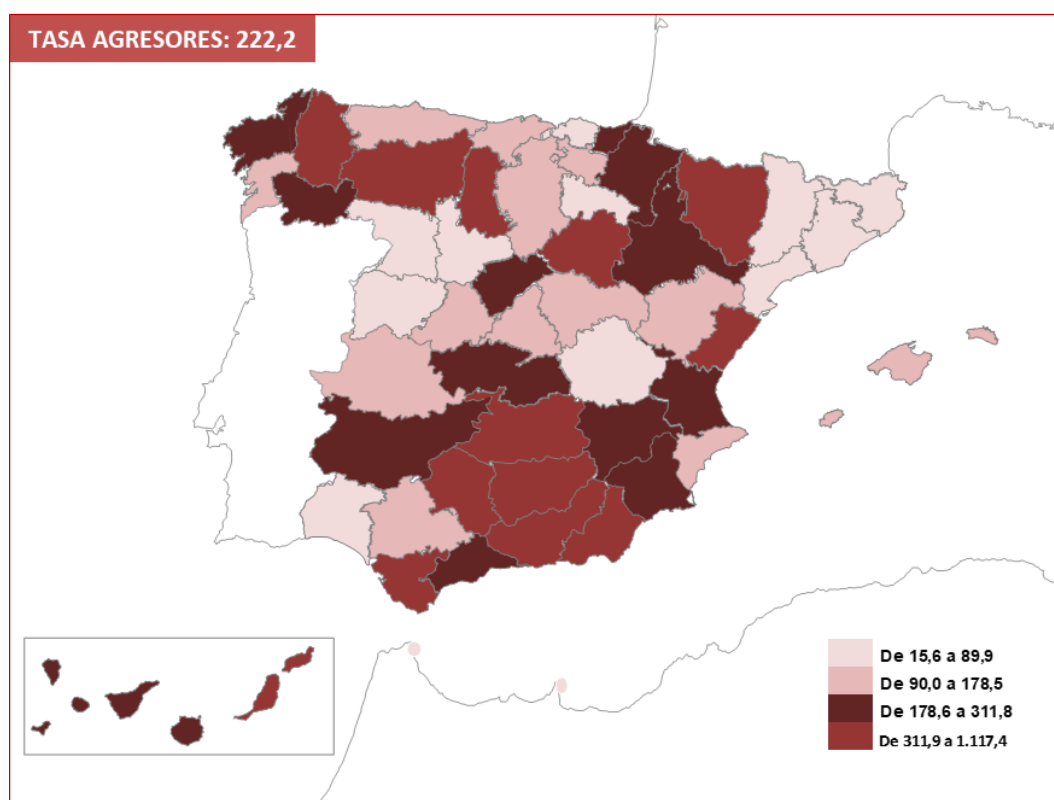 TASA AGRESORES: 222,2
De 15,6 a 89,9
De 90,0 a 178,5
De 178,6 a 311,8
De 311,9 a 1.117,4